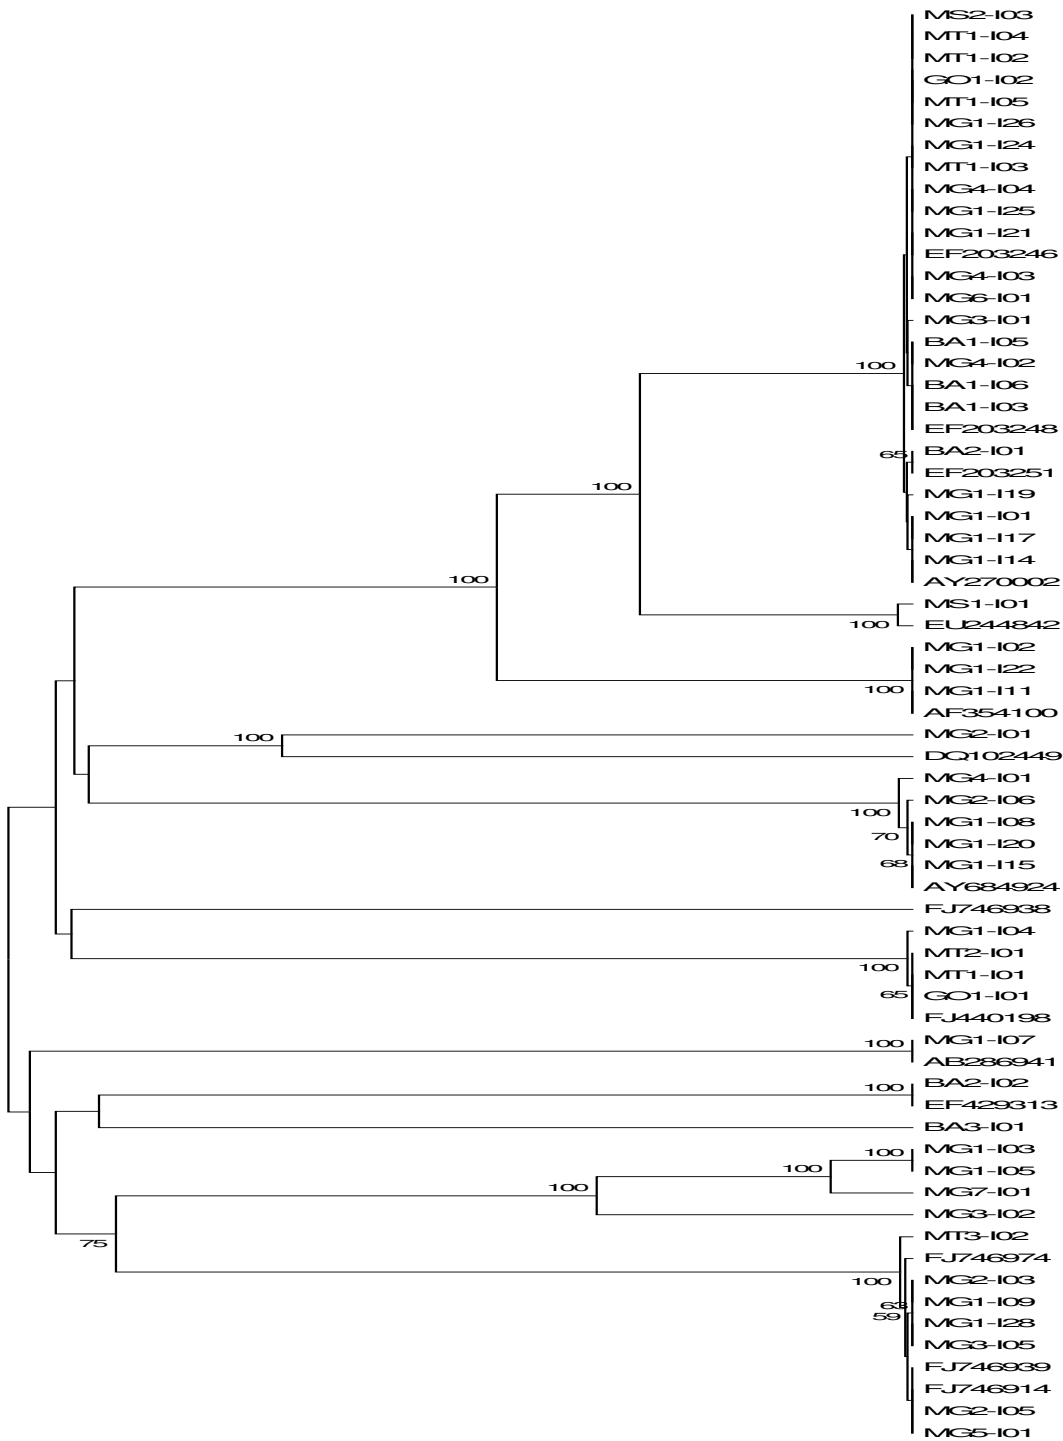 MS2-I03
MT1-I04
MT1-I02
GO1-I02
MT1-I05
MG1-I26
MG1-I24
MT1-I03
MG4-I04
MG1-I25
MG1-I21
EF203246
MG4-I03
MG6-I01
MG3-I01
BA1-I05
100 MG4-I02
BA1-I06
BA1-I03
EF203248
65 BA2-I01
EF203251
100 MG1-I19
MG1-I01
MG1-I17
MG1-I14
100 AY270002
MS1-I01
100 EU244842
MG1-I02
MG1-I22
100 MG1-I11
AF354100
100 MG2-I01
DQ102449
MG4-I01
MG2-I06
100 MG1-I08
70 MG1-I20
68 MG1-I15
AY684924
FJ746938
MG1-I04
MT2-I01
100 MT1-I01
65 GO1-I01
FJ440198
100 MG1-I07
AB286941
100 BA2-I02
EF429313
BA3-I01
100 MG1-I03
100 MG1-I05
100 MG7-I01
MG3-I02
75 MT3-I02
FJ746974
100 MG2-I03
63 MG1-I09
59 MG1-I28
MG3-I05
FJ746939
FJ746914
MG2-I05
MG5-I01